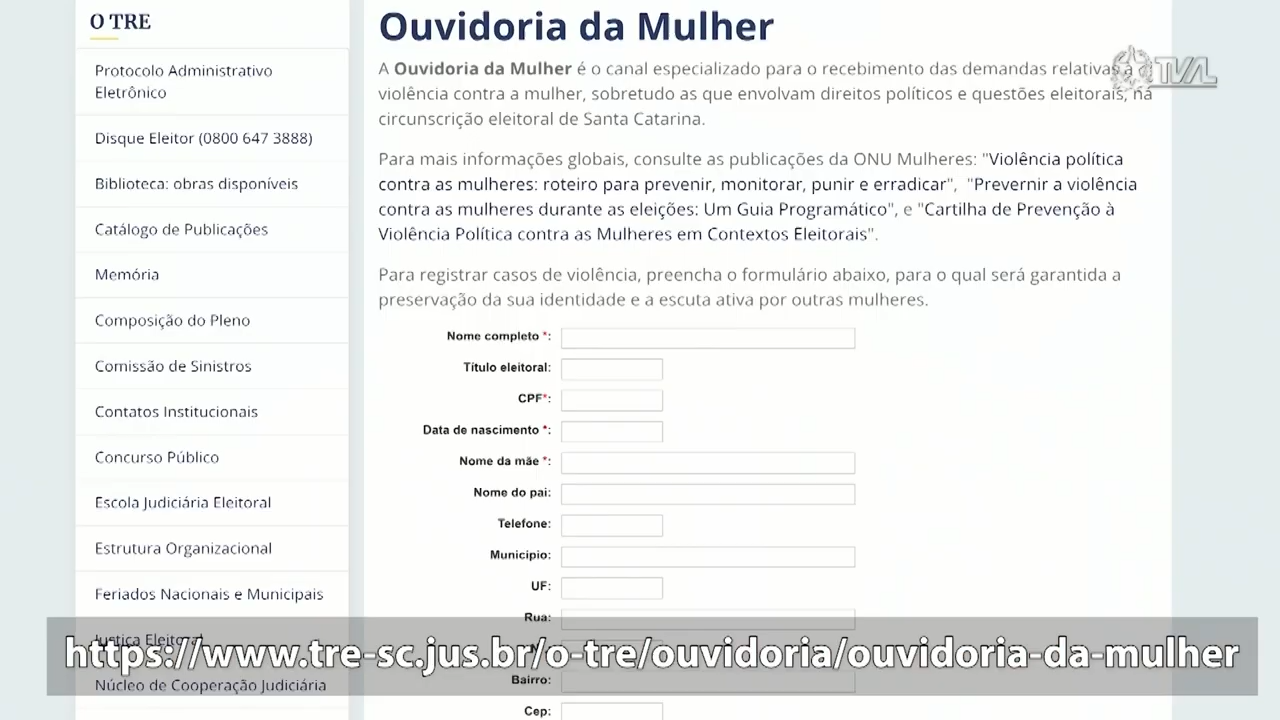 O TRE
Protocolo Administrativo
Eletrônico
Disque Eleitor (0800 647 3888)
Biblioteca: obras disponíveis
Catálogo de Publicações
Memória
Composição do Pleno
Comissão de Sinistros
Contatos Institucionais
Concurso Público
Escola Judiciária Eleitoral
Estrutura Organizacional
Feriados Nacionais e Municipais
Justiça Eleitoral
Núcleo de Cooperação Judiciária
Ouvidoria da Mulher
A Ouvidoria da Mulher é o canal especializado para o recebimento das demandas relativas a
violência contra a mulher, sobretudo as que envolvam direitos políticos e questões eleitorais, na
circunscrição eleitoral de Santa Catarina.
Para mais informações globais, consulte as publicações da ONU Mulheres: "Violência política
contra as mulheres: roteiro para prevenir, monitorar, punir e erradicar", "Prevernir a violência
contra as mulheres durante as eleições: Um Guia Programático", e "Cartilha de Prevenção à
Violência Política contra as Mulheres em Contextos Eleitorais".
Para registrar casos de violência, preencha o formulário abaixo, para o qual será garantida a
preservação da sua identidade e a escuta ativa por outras mulheres.
Nome completo *:
Título eleitoral:
CPF*:
Data de nascimento *:
Nome da mãe *:
Nome do pai:
Telefone:
Município:
UF:
Rua:
Bairro:
Cep:
TVAL
https://www.tre-sc.jus.br/o-tre/ouvidoria/ouvidoria-da-mulher